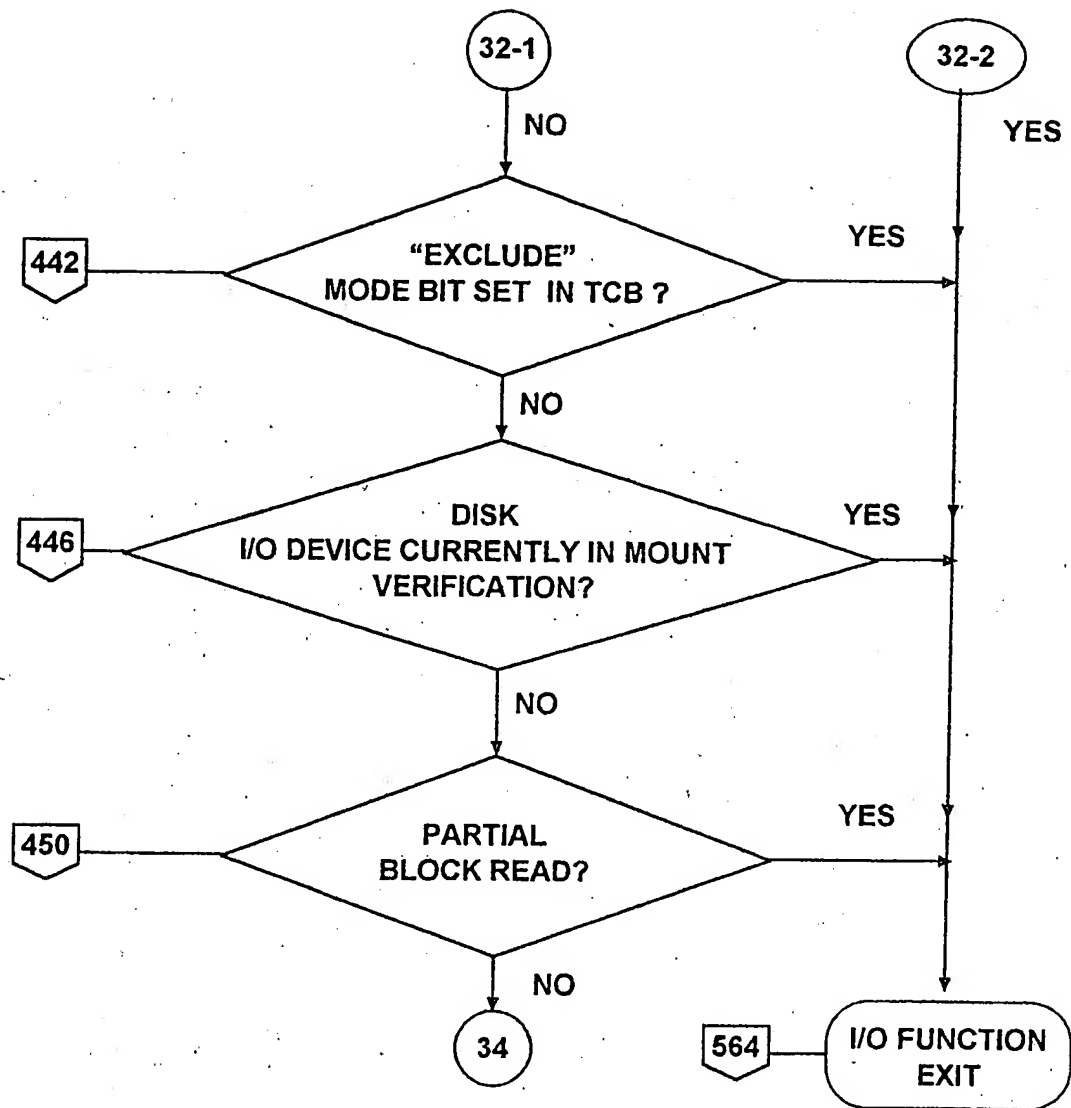 32-1
32-2
NO
YES
442
“EXCLUDE”
MODE BIT SET IN TCB ?
YES
NO
446
DISK
I/O DEVICE CURRENTLY IN MOUNT
VERIFICATION?
YES
NO
450
PARTIAL
BLOCK READ?
YES
NO
34
564
I/O FUNCTION
EXIT